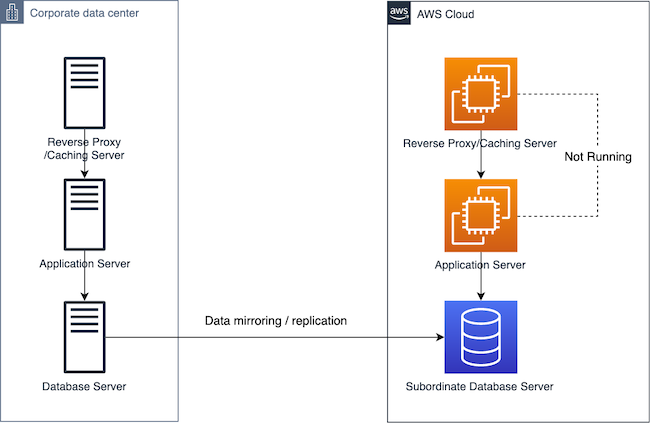 Corporate data center
aws
AWS Cloud
Reverse Proxy
/Caching Server
Reverse Proxy/Caching Server
Not Running
Application Server
Application Server
Data mirroring / replication
Database Server
Subordinate Database Server